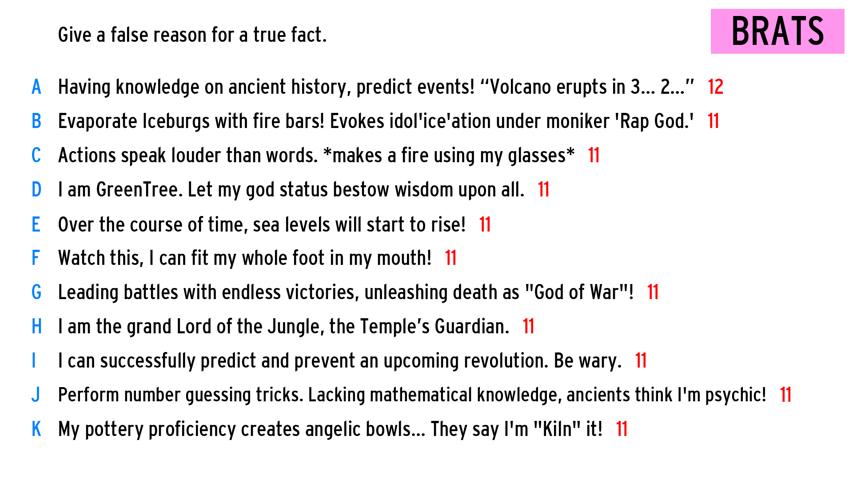 Give a false reason for a true fact.
BRATS
A Having knowledge on ancient history, predict events! “Volcano erupts in 3... 2...” 12
B Evaporate Iceburgs with fire bars! Evokes idol'ice'ation under moniker 'Rap God.' 11
C Actions speak louder than words. *makes a fire using my glasses* 11
D I am GreenTree. Let my god status bestow wisdom upon all. 11
E Over the course of time, sea levels will start to rise! 11
F Watch this, I can fit my whole foot in my mouth! 11
G Leading battles with endless victories, unleashing death as "God of War"! 11
H I am the grand Lord of the Jungle, the Temple’s Guardian. 11
I I can successfully predict and prevent an upcoming revolution. Be wary. 11
J Perform number guessing tricks. Lacking mathematical knowledge, ancients think I'm psychic! 11
K My pottery proficiency creates angelic bowls... They say I'm "Kiln" it! 11